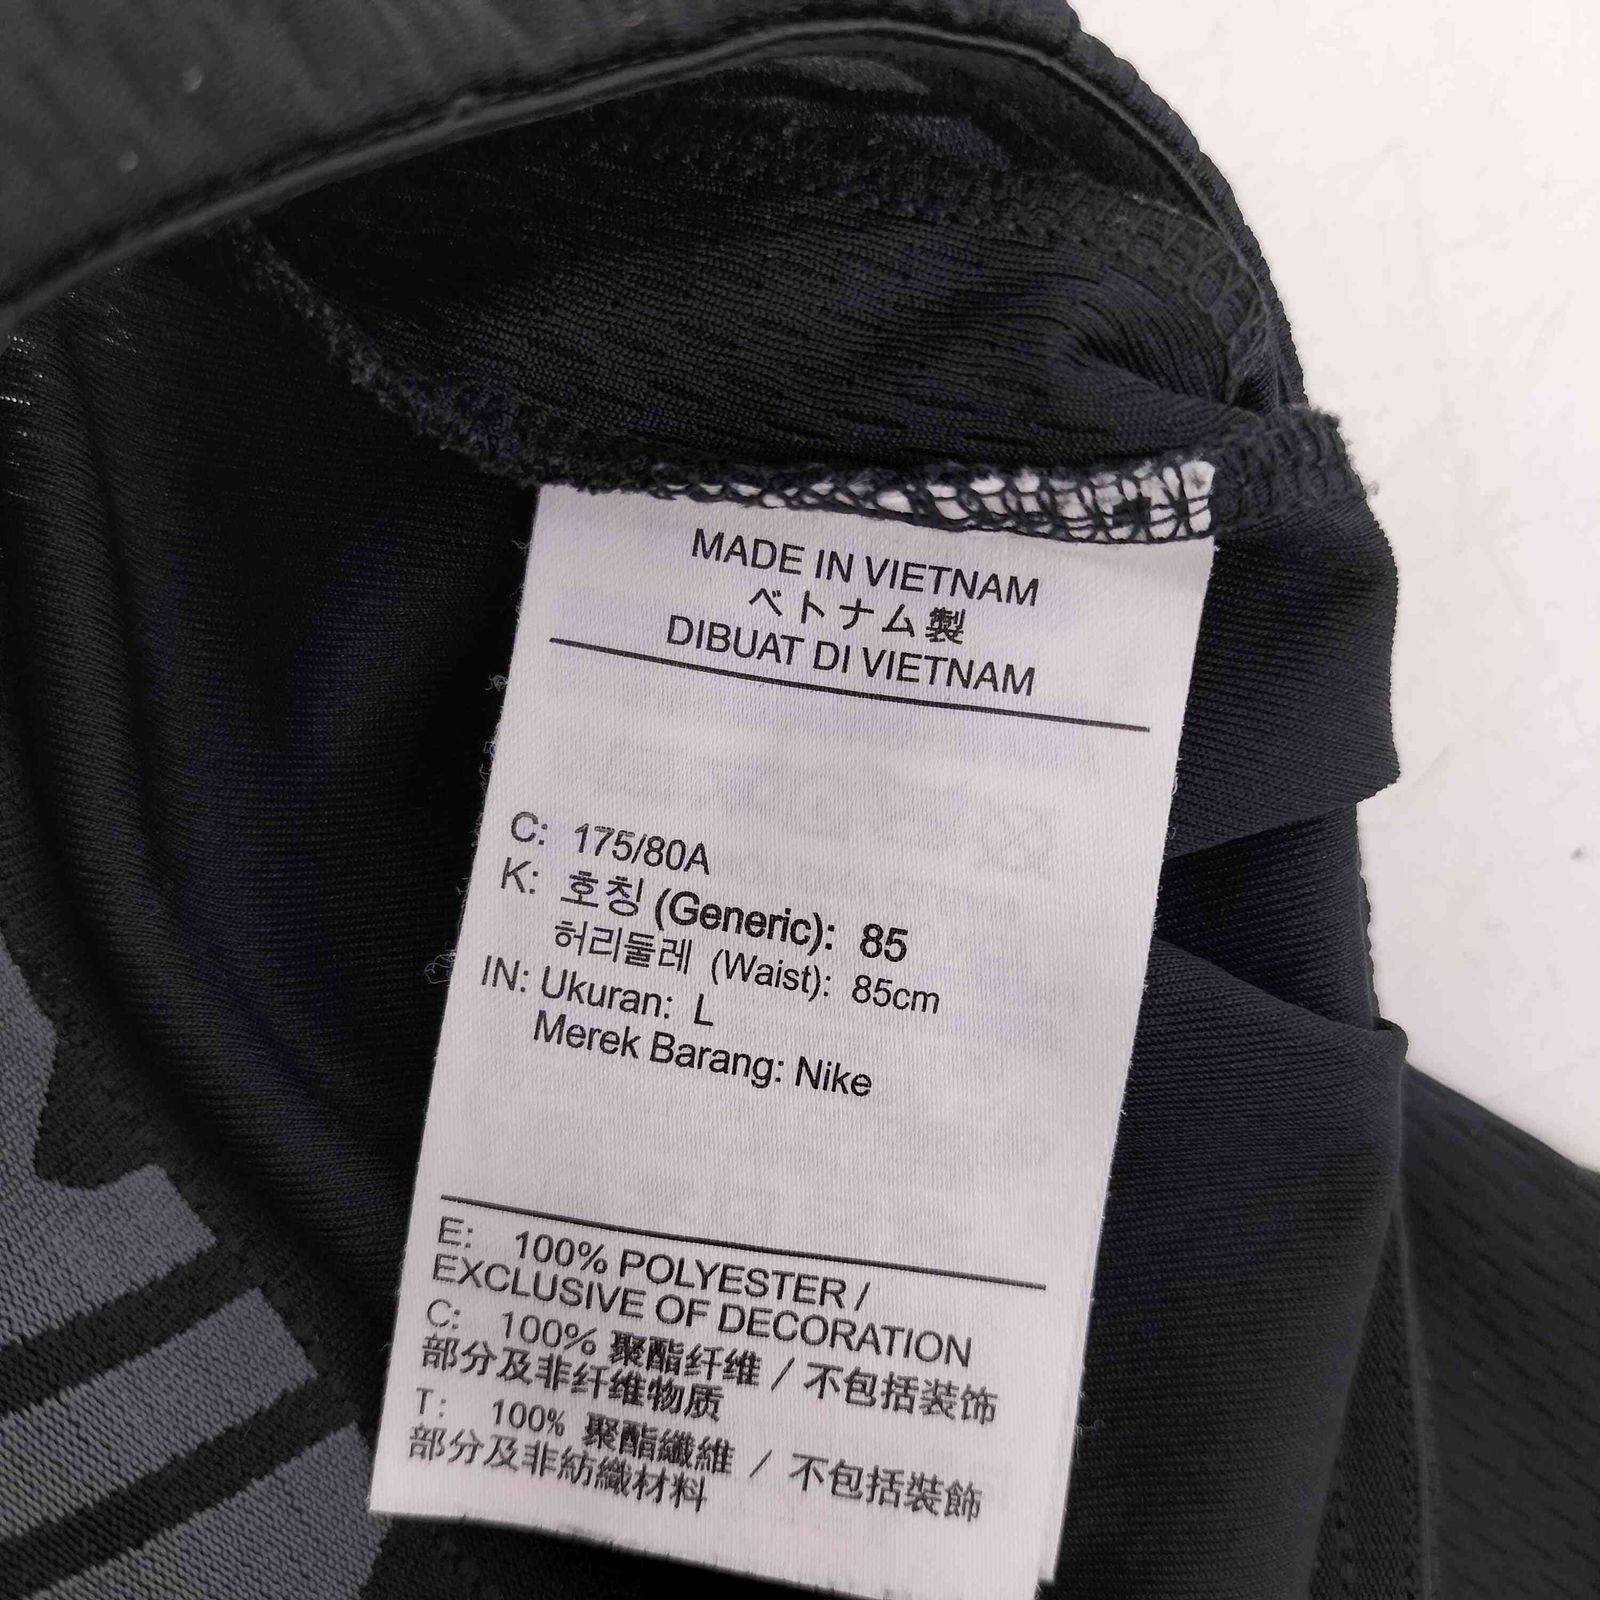 MADE IN VIETNAM
ベトナム製
DIBUAT DI VIETNAM
C: 175/80A
K: 호칭 (Generic): 85
허리둘레 (Waist): 85cm
IN: Ukuran: L
Merek Barang: Nike
E: 100% POLYESTER /
EXCLUSIVE OF DECORATION
C: 100% 聚酯纤维 / 不包括装饰
部分及非纤维物质
T: 100% 聚酯纖維 / 不包括裝飾
部分及非紡織材料